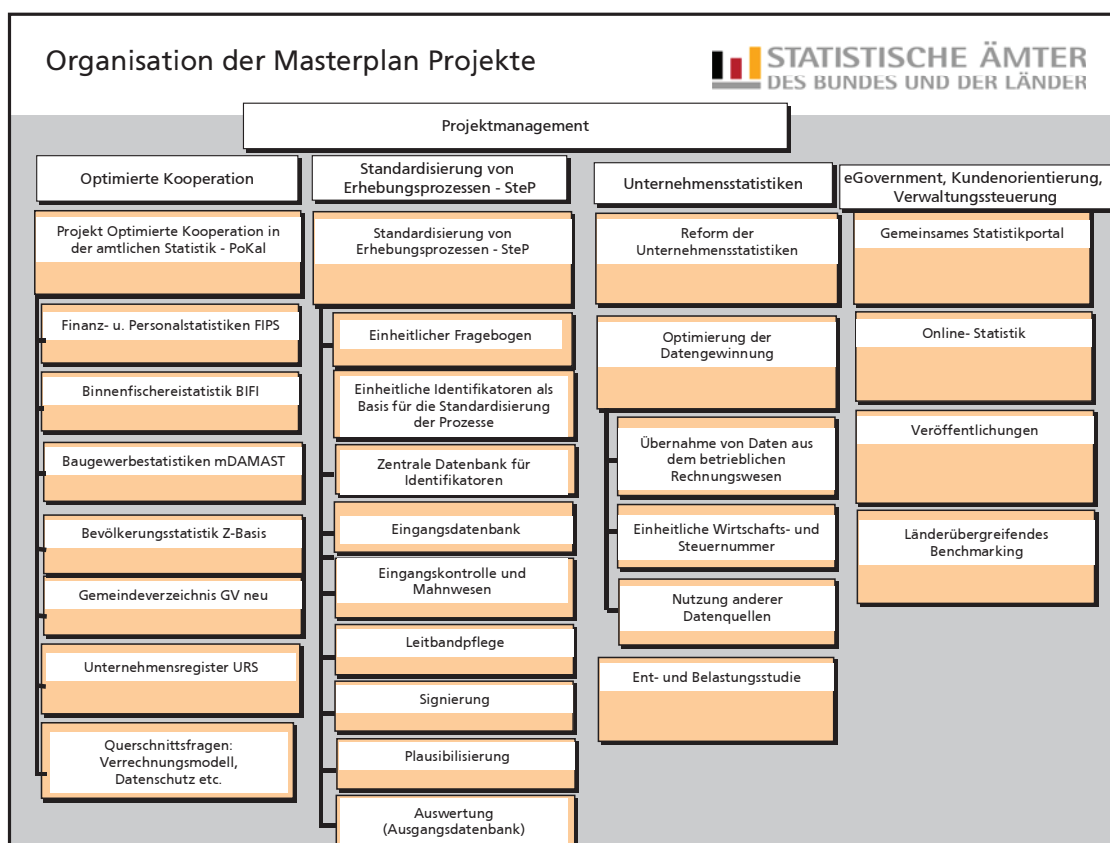 Organisation der Masterplan Projekte
STATISTISCHE ÄMTER
DES BUNDES UND DER LÄNDER
Projektmanagement
Optimierte Kooperation
Projekt Optimierte Kooperation in
der amtlichen Statistik - PoKal
Finanz- u. Personalstatistiken FIPS
Binnenfischereistatistik BIFI
Baugewerbestatistiken mDAMAST
Bevölkerungsstatistik Z-Basis
Gemeindeverzeichnis GV neu
Unternehmensregister URS
Querschnittsfragen:
Verrechnungsmodell,
Datenschutz etc.
Standardisierung von
Erhebungsprozessen - SteP
Standardisierung von
Erhebungsprozessen - SteP
Einheitlicher Fragebogen
Einheitliche Identifikatoren als
Basis für die Standardisierung
der Prozesse
Zentrale Datenbank für
Identifikatoren
Eingangsdatenbank
Eingangskontrolle und
Mahnwesen
Leitbandpflege
Signierung
Plausibilisierung
Auswertung
(Ausgangsdatenbank)
Unternehmensstatistiken
Reform der
Unternehmensstatistiken
Optimierung der
Datengewinnung
Übernahme von Daten aus
dem betrieblichen
Rechnungswesen
Einheitliche Wirtschafts- und
Steuernummer
Nutzung anderer
Datenquellen
Ent- und Belastungsstudie
eGovernment, Kundenorientierung,
Verwaltungssteuerung
Gemeinsames Statistikportal
Online- Statistik
Veröffentlichungen
Länderübergreifendes
Benchmarking